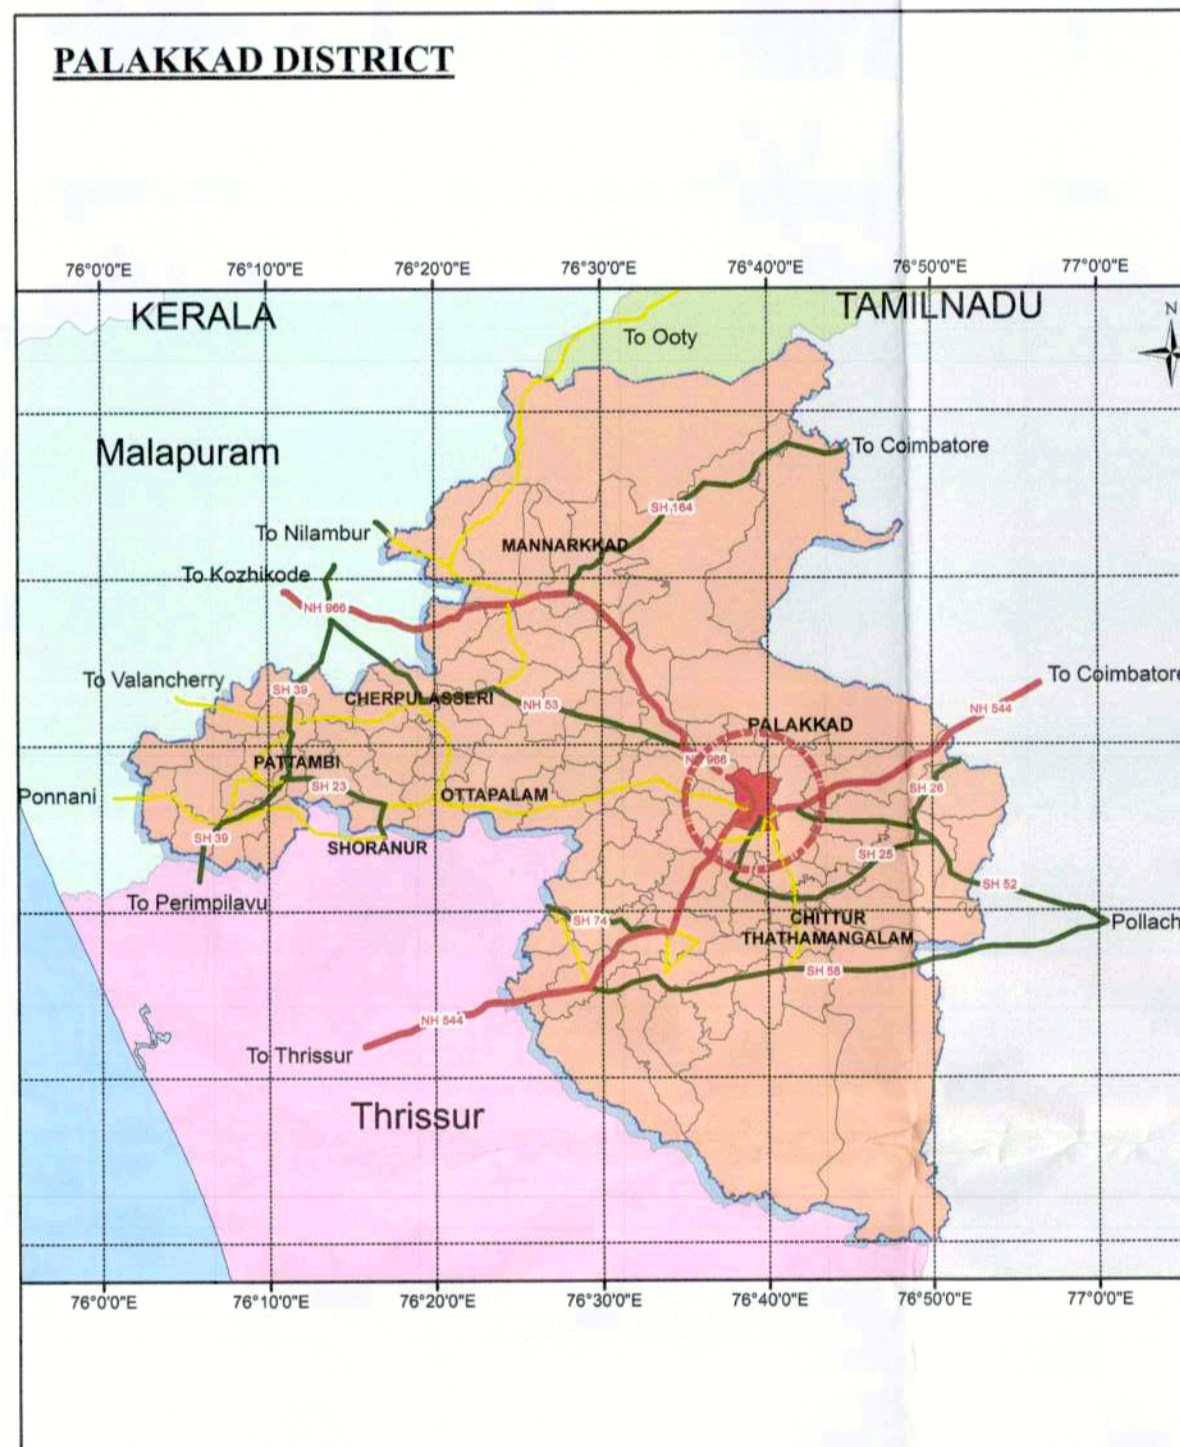 PALAKKAD DISTRICT
76°0'0"E 76°10'0"E 76°20'0"E 76°30'0"E 76°40'0"E 76°50'0"E 77°0'0"E
KERALA
TAMILNADU
N
To Ooty
Malapuram
To Coimbatore
SH 164
To Nilambur
MANNARKKAD
To Kozhikode
NH 966
To Valancherry
SH 39
CHERPULASSERI
NH 53
To Coimbatore
NH 544
PALAKKAD
PATTAMBI
NH 966
SH 23
Ponnani
OTTAPALAM
SH 26
SH 39
SHORANUR
SH 25
SH 52
To Perimpilavu
SH 74
CHITTUR
THATHAMANGALAM
Pollach
SH 58
NH 544
To Thrissur
Thrissur
76°0'0"E 76°10'0"E 76°20'0"E 76°30'0"E 76°40'0"E 76°50'0"E 77°0'0"E